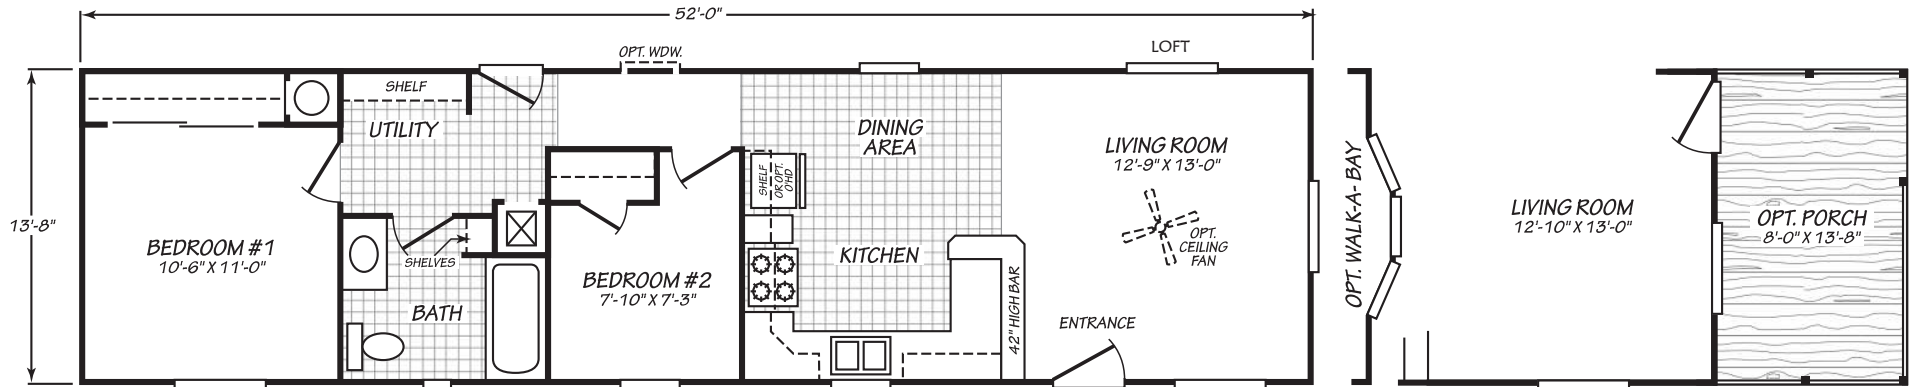 52'-0"
OPT. WDW.
LOFT
SHELF
UTILITY
DINING
AREA
LIVING ROOM
12'-9" X 13'-0"
SHELF
OR OPT.
O'HD
13'-8"
BEDROOM #1
10'-6" X 11'-0"
SHELVES
BATH
BEDROOM #2
7'-10" X 7'-3"
KITCHEN
42" HIGH BAR
OPT.
CEILING
FAN
ENTRANCE
OPT. WALK-A-BAY
LIVING ROOM
12'-10" X 13'-0"
OPT. PORCH
8'-0" X 13'-8"